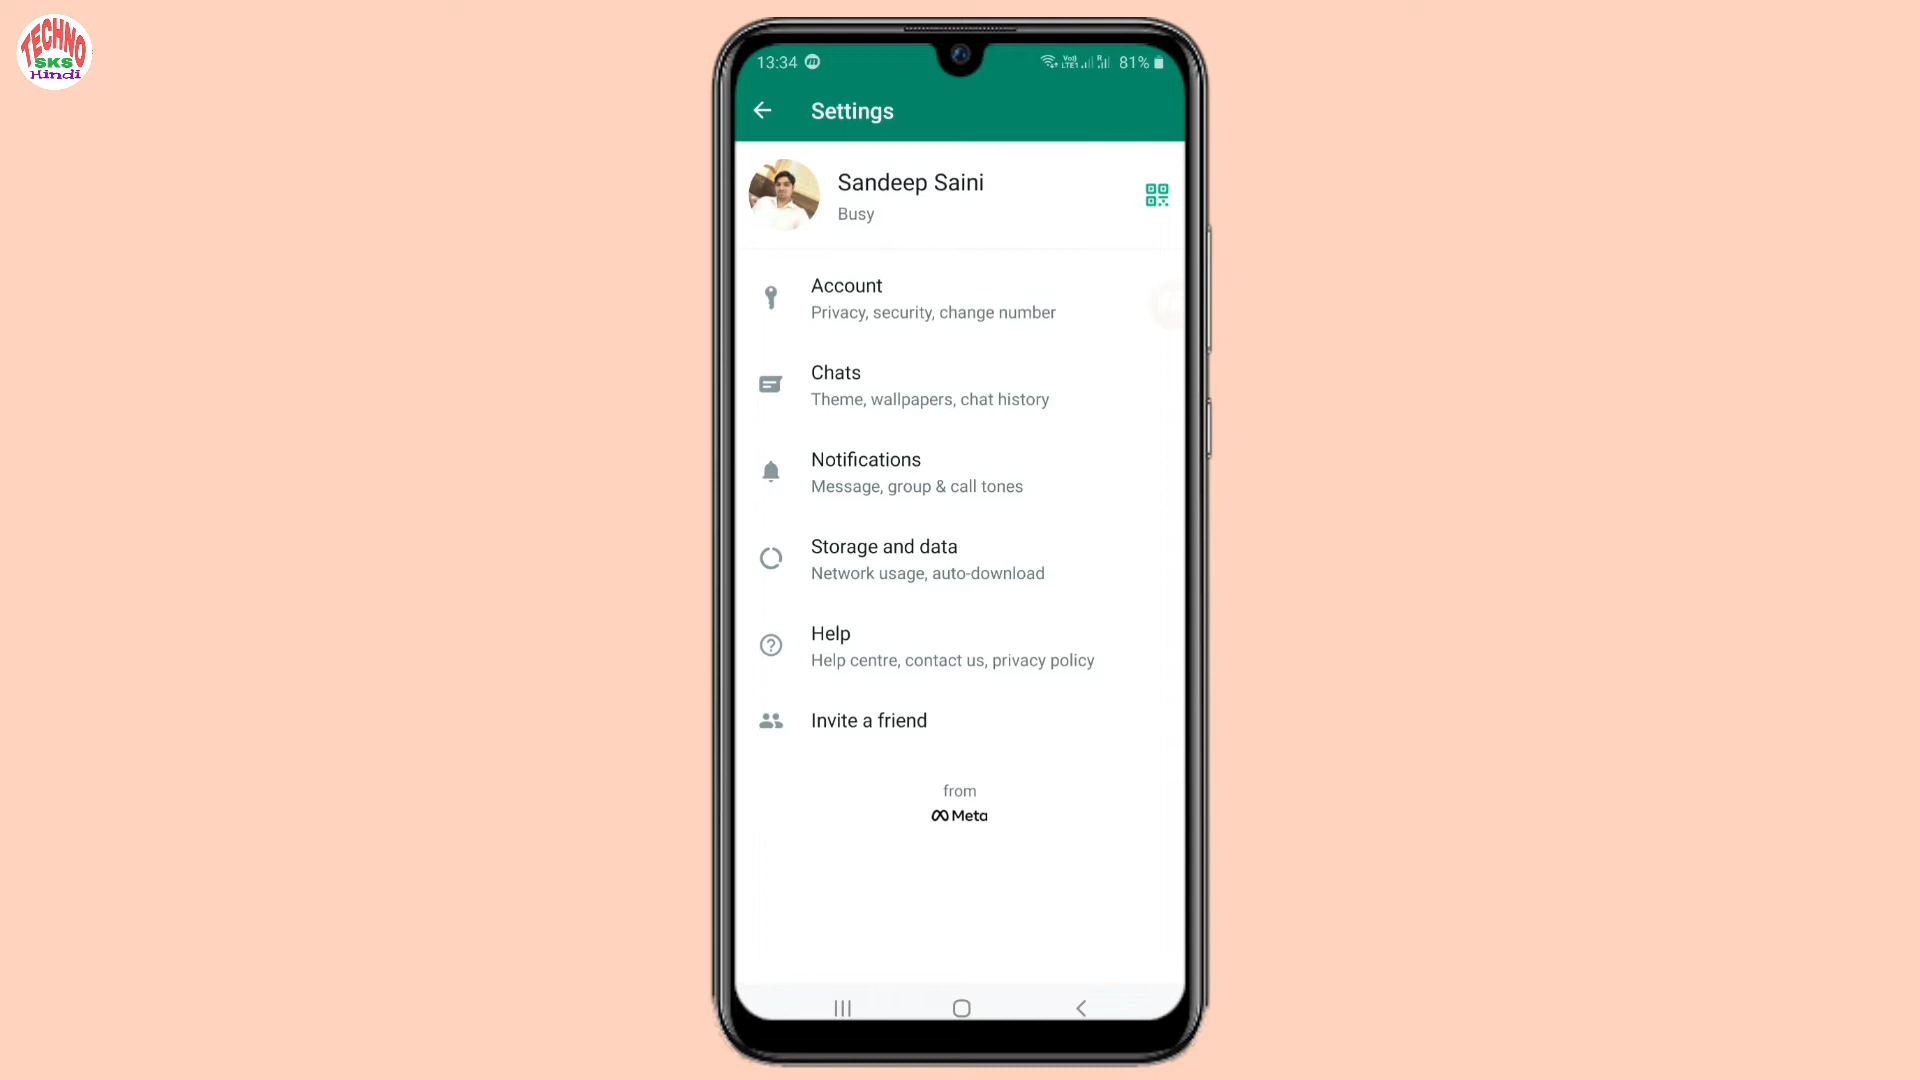 TECHNO
SKS
Hindi
13:34
81%
Settings
Sandeep Saini
Busy
Account
Privacy, security, change number
Chats
Theme, wallpapers, chat history
Notifications
Message, group & call tones
Storage and data
Network usage, auto-download
Help
Help centre, contact us, privacy policy
Invite a friend
from
Meta